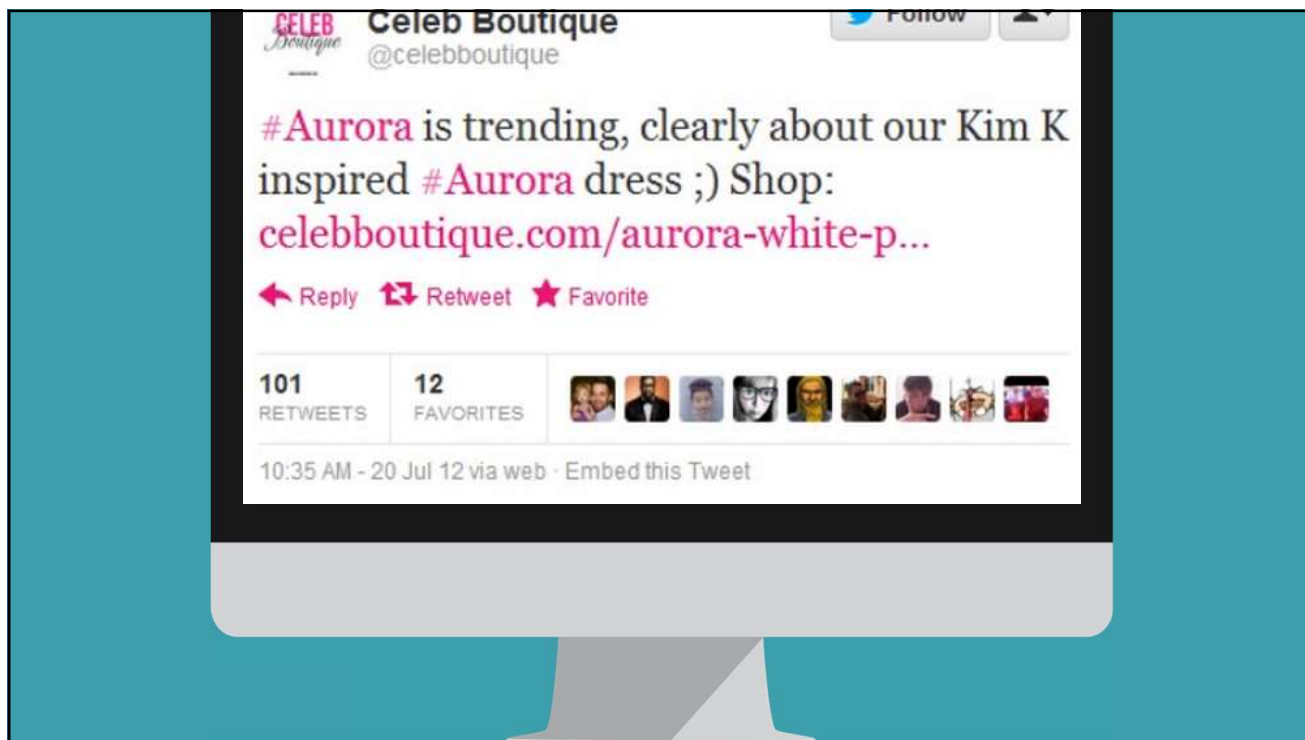 CELEB
Boutique
Celeb Boutique
@celebboutique
Follow
#Aurora is trending, clearly about our Kim K
inspired #Aurora dress ;) Shop:
celebboutique.com/aurora-white-p...
Reply Retweet Favorite
101
RETWEETS
12
FAVORITES
10:35 AM - 20 Jul 12 via web · Embed this Tweet